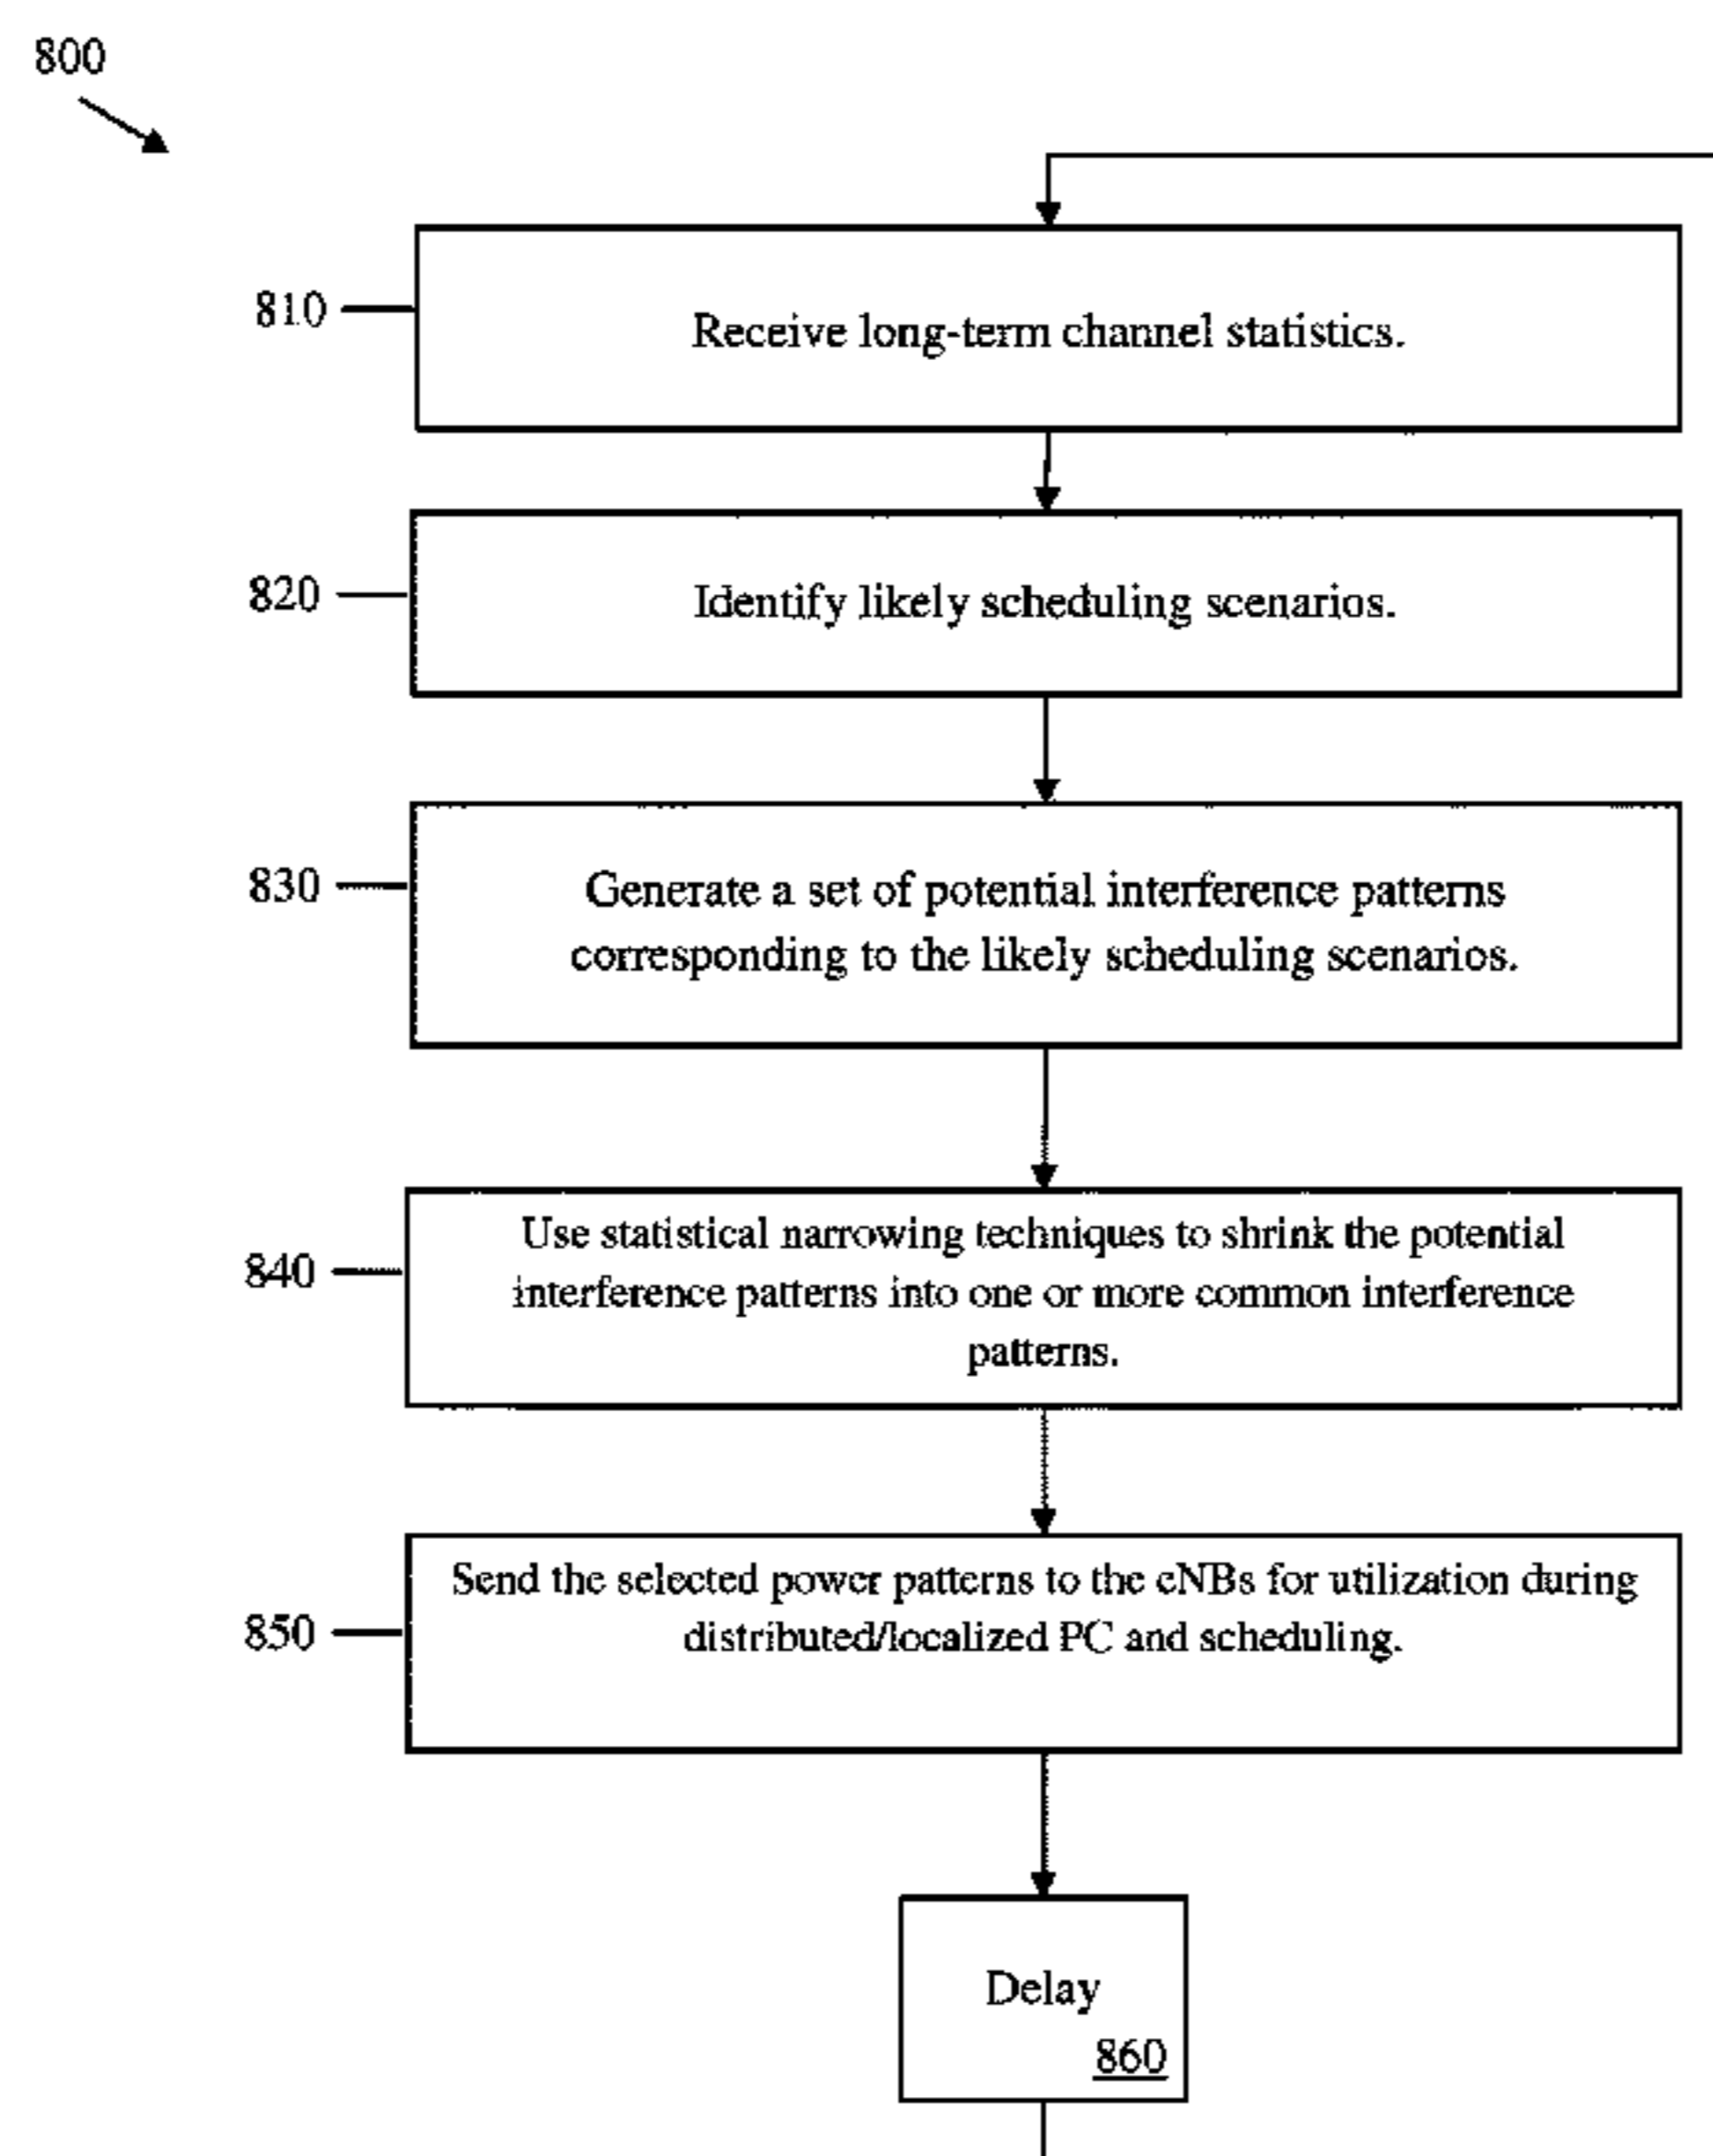 800
810
Receive long-term channel statistics.
820
Identify likely scheduling scenarios.
830
Generate a set of potential interference patterns
corresponding to the likely scheduling scenarios.
840
Use statistical narrowing techniques to shrink the potential
interference patterns into one or more common interference
patterns.
850
Send the selected power patterns to the eNBs for utilization during
distributed/localized PC and scheduling.
Delay
860